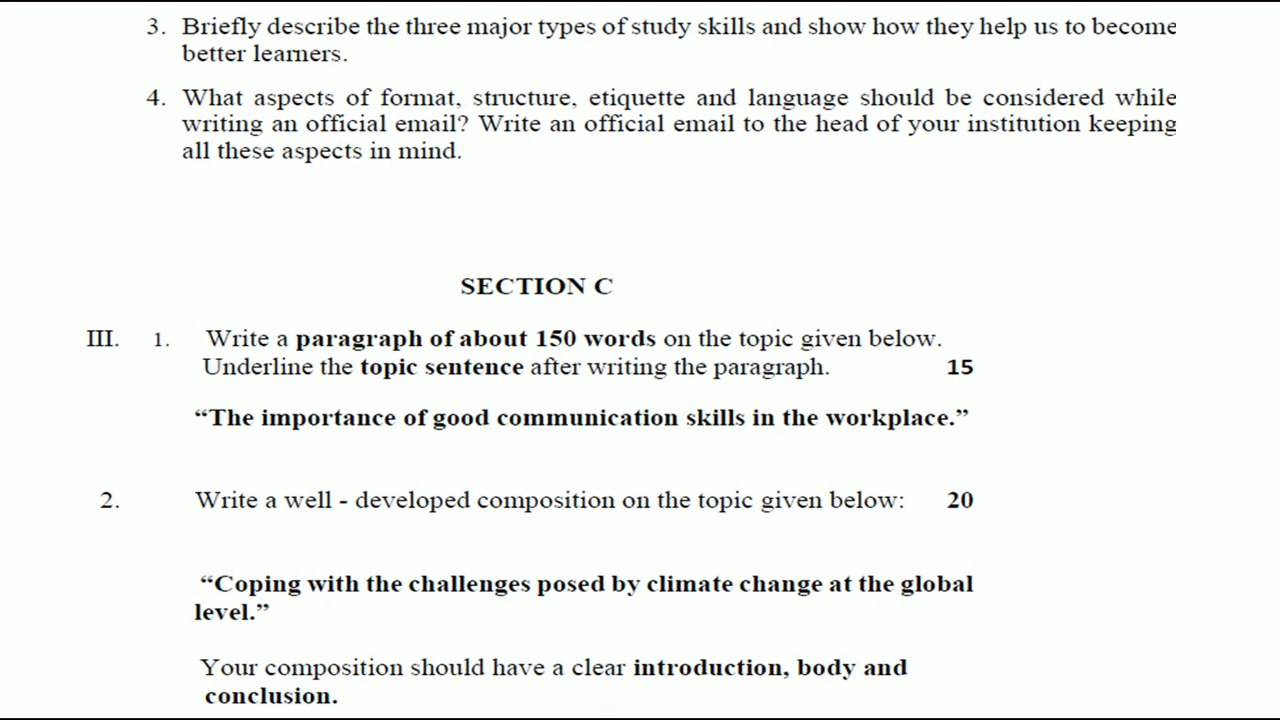 3. Briefly describe the three major types of study skills and show how they help us to become
better learners.
4. What aspects of format, structure, etiquette and language should be considered while
writing an official email? Write an official email to the head of your institution keeping
all these aspects in mind.
SECTION C
III. 1. Write a paragraph of about 150 words on the topic given below.
Underline the topic sentence after writing the paragraph. 15
“The importance of good communication skills in the workplace.”
2. Write a well - developed composition on the topic given below: 20
“Coping with the challenges posed by climate change at the global
level.”
Your composition should have a clear introduction, body and
conclusion.